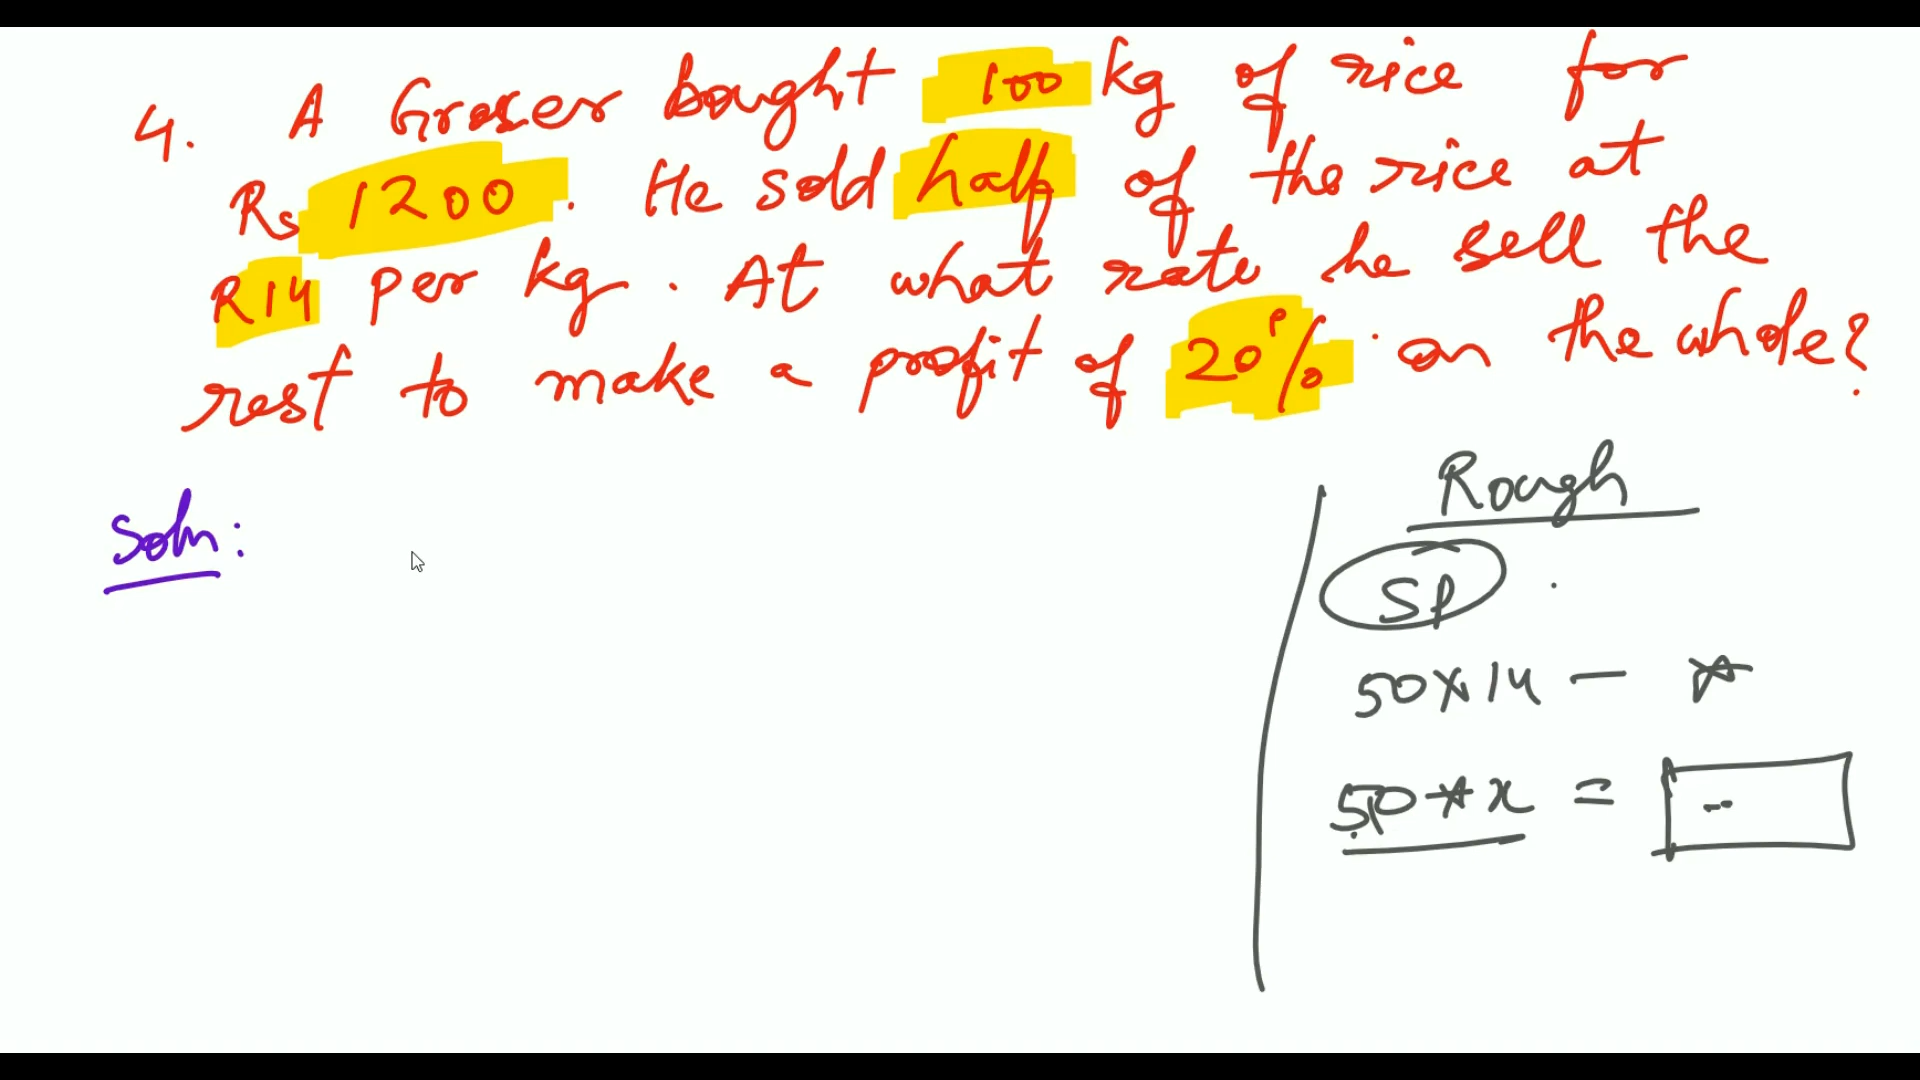 4. A Groser bought 100 kg of rice for
Rs 1200. He sold half of the rice at
R14 per kg. At what rate he sell the
rest to make a profit of 20% on the whole?
Soln:
Rough
SP
50x14 -
50 * x =